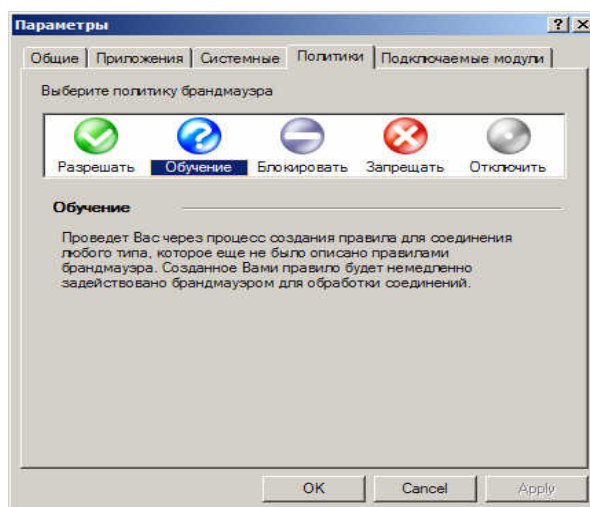 Параметры
Общие Приложения Системные Политики Подключаемые модули
Выберите политику брандмауэра
Разрешать Обучение Блокировать Запрещать Отключить
Обучение
Проведет Вас через процесс создания правила для соединения
любого типа, которое еще не было описано правилами
брандмауэра. Созданное Вами правило будет немедленно
задействовано брандмауэром для обработки соединений.
OK Cancel Apply